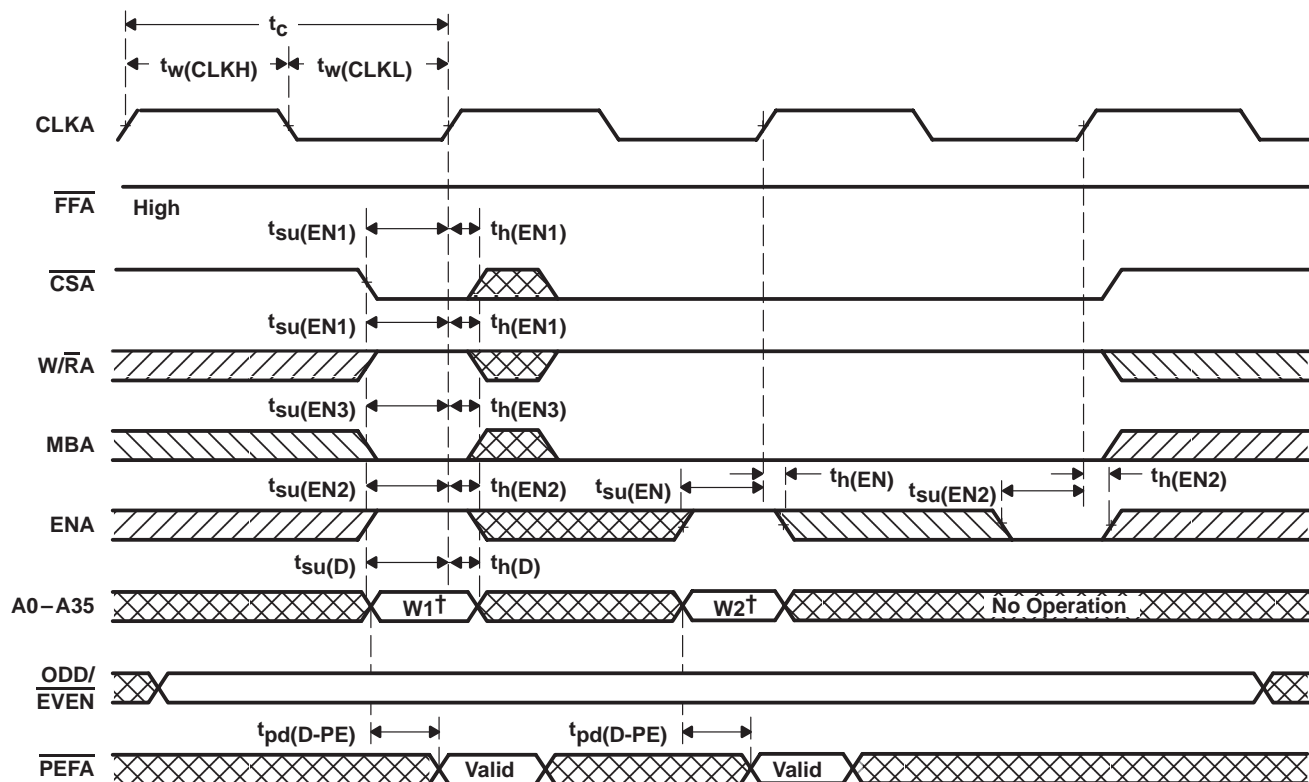 tc
tw(CLKH) tw(CLKL)
CLKA
FFA High
tsu(EN1) th(EN1)
CSA
tsu(EN1) th(EN1)
W/RA
tsu(EN3) th(EN3)
MBA
tsu(EN2) th(EN2) tsu(EN) th(EN) tsu(EN2) th(EN2)
ENA
tsu(D) th(D)
A0–A35 W1† W2† No Operation
ODD/
EVEN
tpd(D-PE) tpd(D-PE)
PEFA Valid Valid